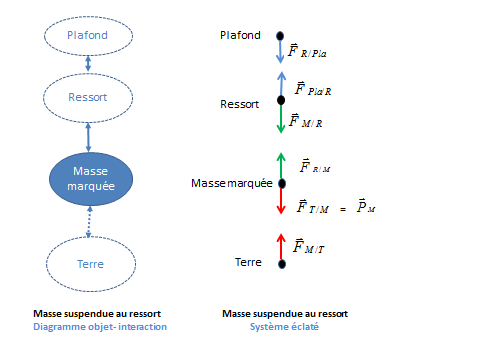 Plafond
Ressort
Masse
marquée
Terre
Masse suspendue au ressort
Diagramme objet- interaction
Plafond
F R/Pla
F Pla/R
Ressort
F M/R
F R/M
Masse marquée
F T/M = P M
F M/T
Terre
Masse suspendue au ressort
Système éclaté